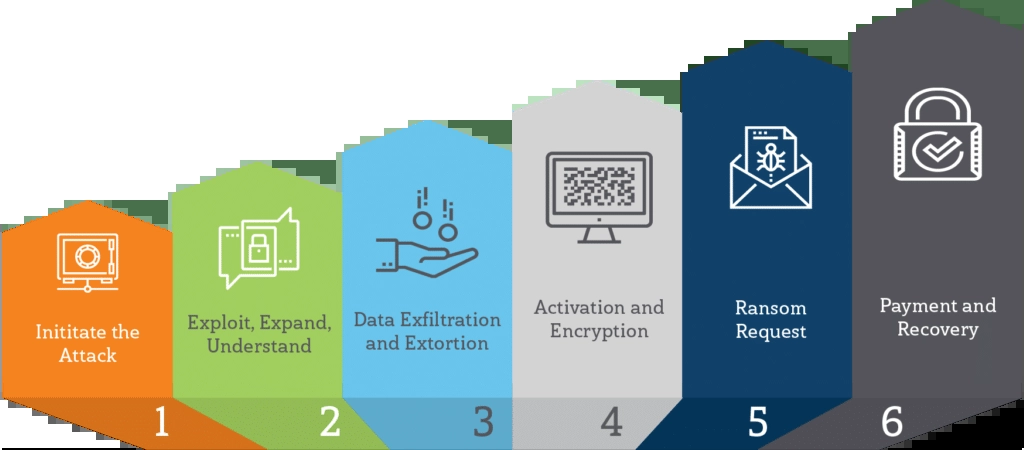 Inititate the
Attack
Exploit, Expand,
Understand
Data Exfiltration
and Extortion
Activation and
Encryption
Ransom
Request
Payment and
Recovery
1
2
3
4
5
6